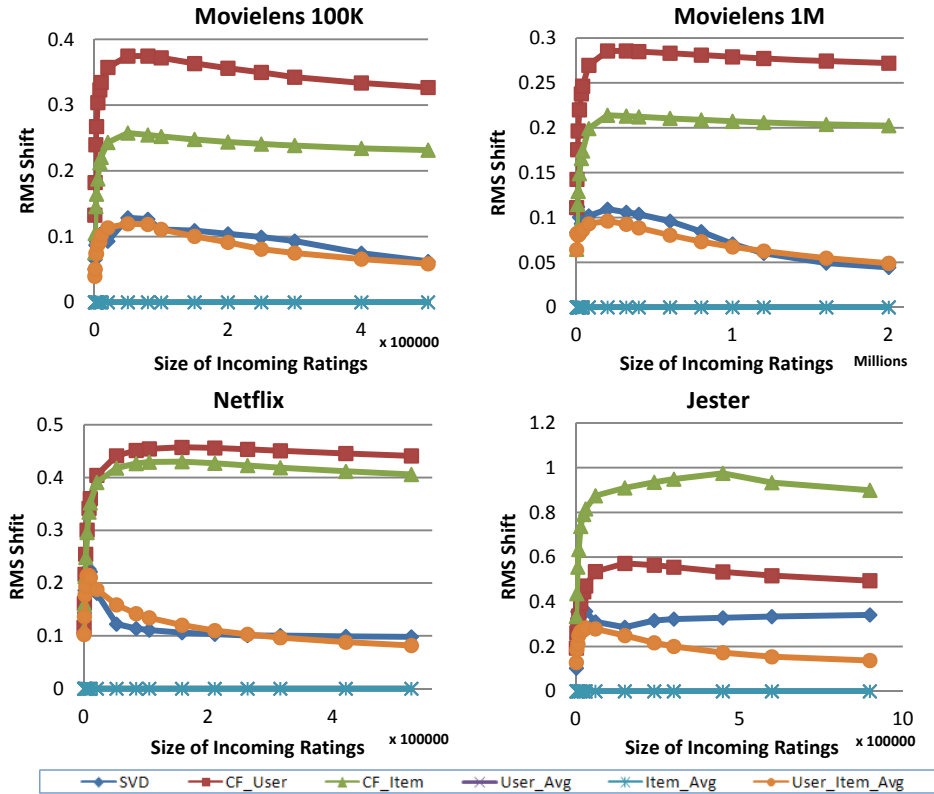 Movielens 100K
0.4
0.3
0.2
0.1
0
RMS Shift
0 2 4
x 100000
Size of Incoming Ratings
Movielens 1M
0.3
0.25
0.2
0.15
0.1
0.05
0
RMS Shift
0 1 2
Size of Incoming Ratings Millions
Netflix
0.5
0.4
0.3
0.2
0.1
0
RMS Shfit
0 2 4
x 100000
Size of Incoming Ratings
Jester
1.2
1
0.8
0.6
0.4
0.2
0
RMS Shift
0 5 10
x 100000
Size of Incoming Ratings
SVD CF_User CF_Item User_Avg Item_Avg User_Item_Avg